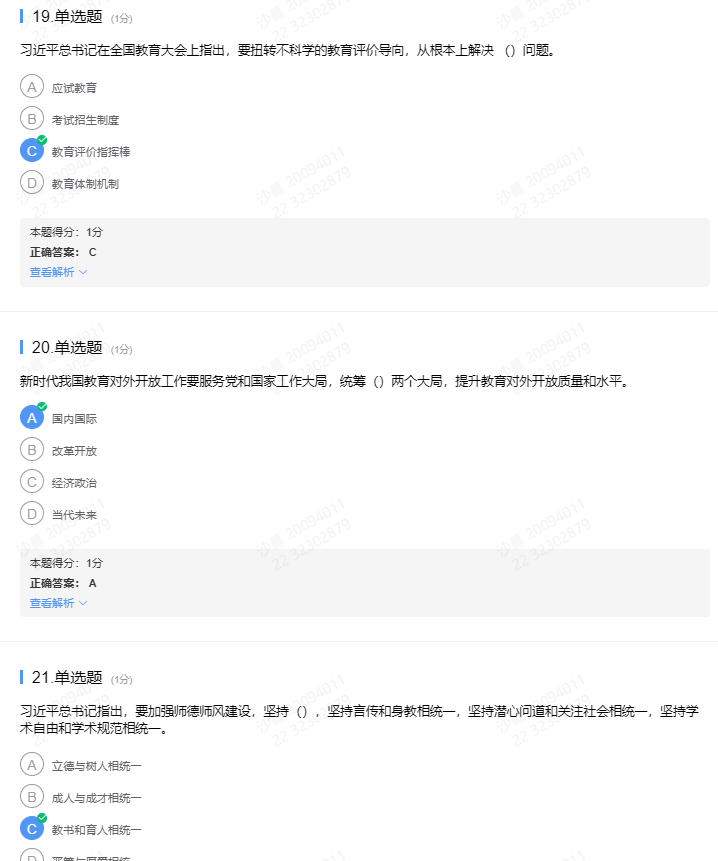 19.单选题 (1分)
习近平总书记在全国教育大会上指出，要扭转不科学的教育评价导向，从根本上解决 （）问题。
A 应试教育
B 考试招生制度
C 教育评价指挥棒
D 教育体制机制
本题得分：1分
正确答案： C
查看解析
20.单选题 (1分)
新时代我国教育对外开放工作要服务党和国家工作大局，统筹（）两个大局，提升教育对外开放质量和水平。
A 国内国际
B 改革开放
C 经济政治
D 当代未来
本题得分：1分
正确答案： A
查看解析
21.单选题 (1分)
习近平总书记指出，要加强师德师风建设，坚持（），坚持言传和身教相统一，坚持潜心问道和关注社会相统一，坚持学
术自由和学术规范相统一。
A 立德与树人相统一
B 成人与成才相统一
C 教书和育人相统一
D